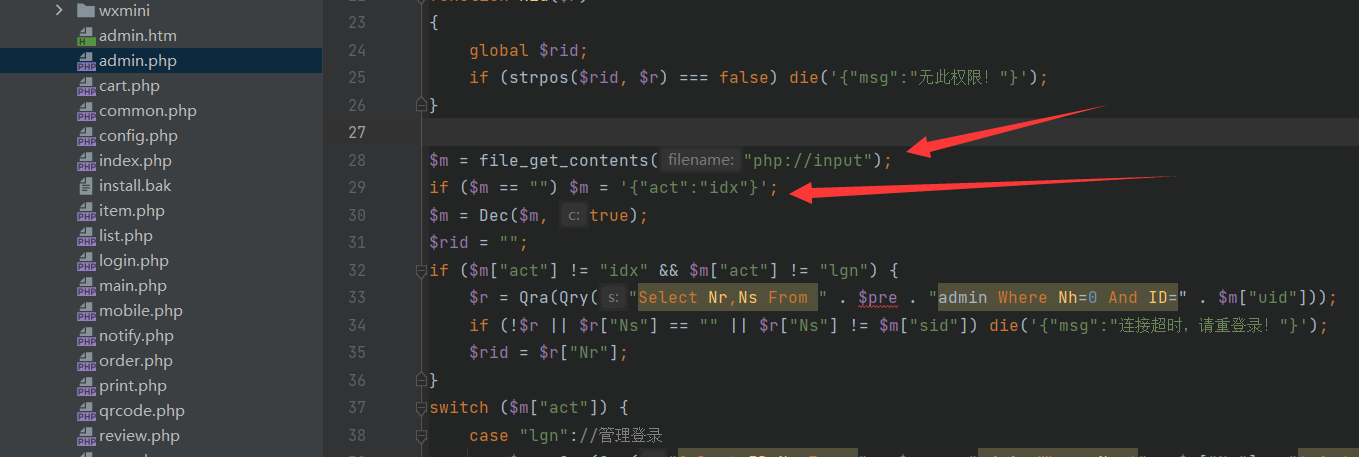 wxmini
admin.htm
admin.php
cart.php
common.php
config.php
index.php
install.bak
item.php
list.php
login.php
main.php
mobile.php
notify.php
order.php
print.php
qrcode.php
review.php
23 {
24 global $rid;
25 if (strpos($rid, $r) === false) die('{"msg":"无此权限！"}');
26 }
27
28 $m = file_get_contents( filename: "php://input");
29 if ($m == "") $m = '{"act":"idx"}';
30 $m = Dec($m, c: true);
31 $rid = "";
32 if ($m["act"] != "idx" && $m["act"] != "lgn") {
33 $r = Qra(Qry( s: "Select Nr,Ns From " . $pre . "admin Where Nh=0 And ID=" . $m["uid"]));
34 if (!$r || $r["Ns"] == "" || $r["Ns"] != $m["sid"]) die('{"msg":"连接超时，请重登录！"}');
35 $rid = $r["Nr"];
36 }
37 switch ($m["act"]) {
38 case "lgn"://管理登录